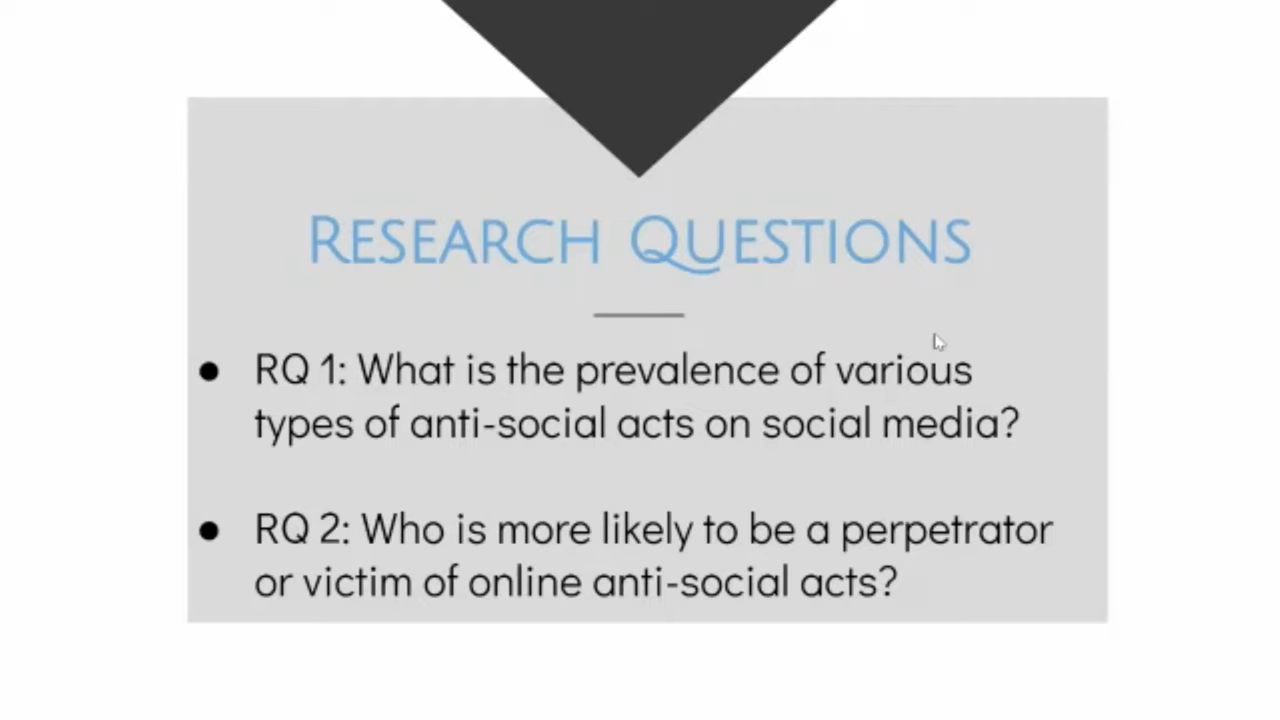 Research Questions
● RQ 1: What is the prevalence of various
types of anti-social acts on social media?
● RQ 2: Who is more likely to be a perpetrator
or victim of online anti-social acts?